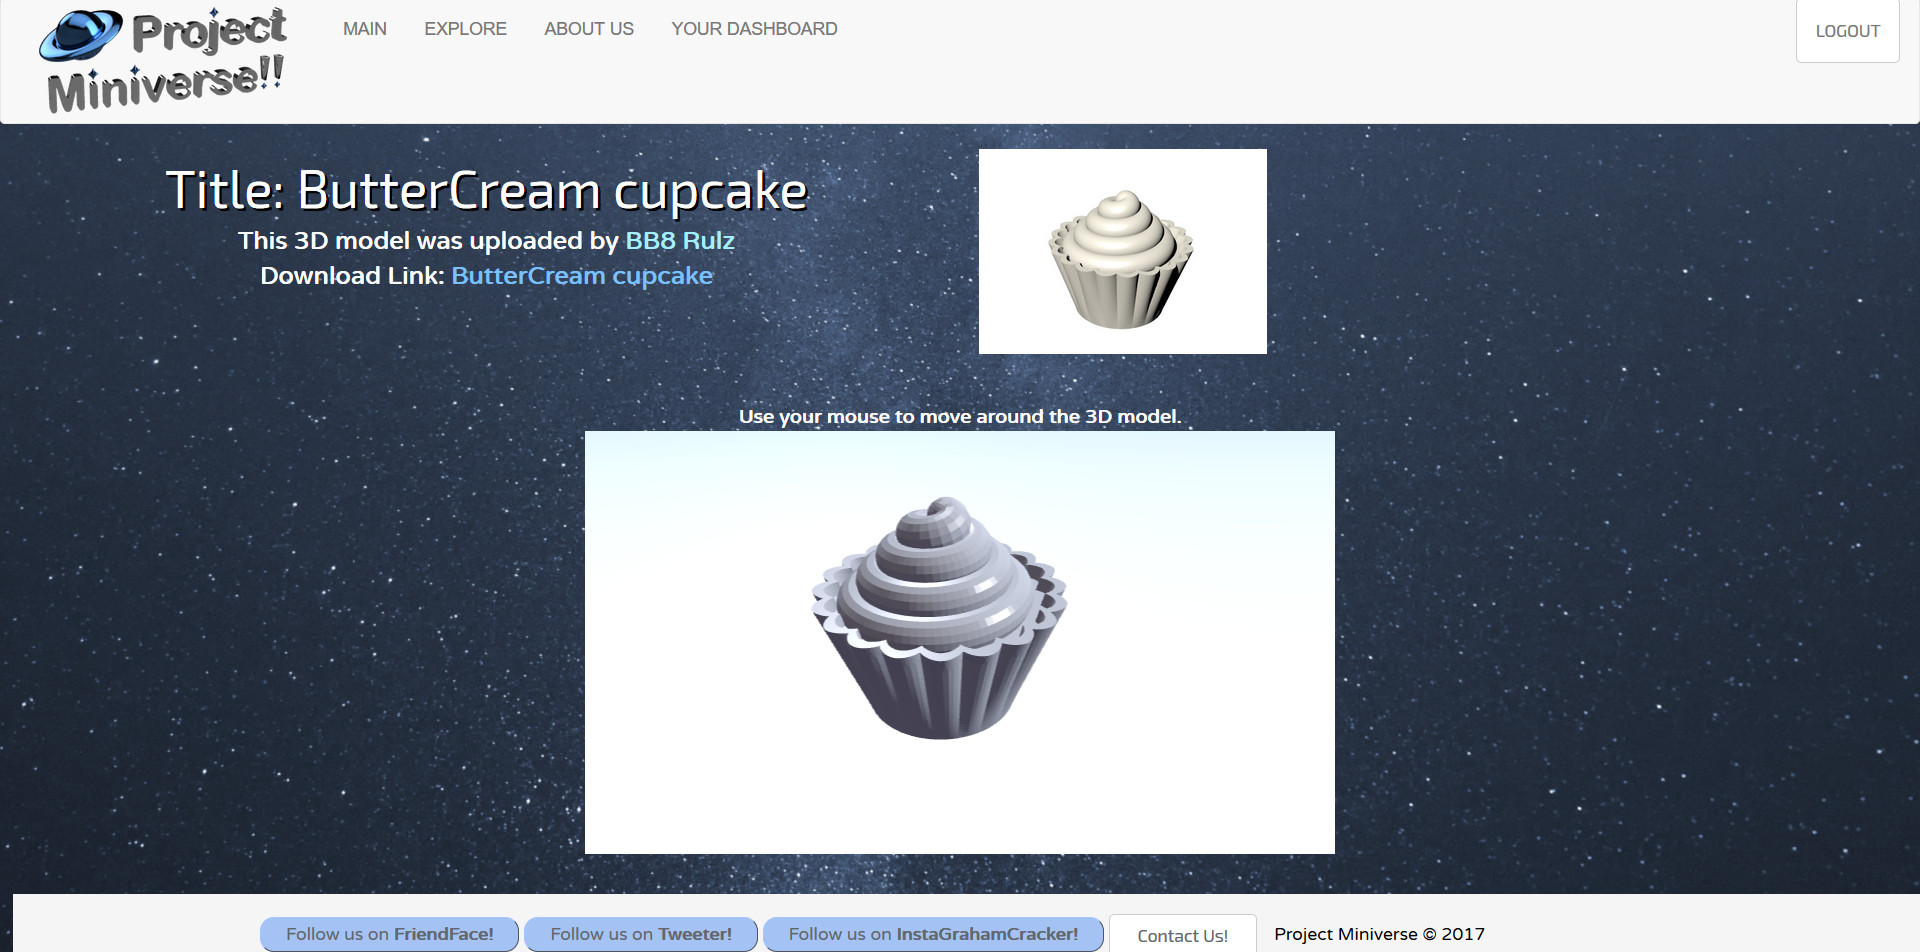 Project
Miniverse!!
MAIN EXPLORE ABOUT US YOUR DASHBOARD
LOGOUT
Title: ButterCream cupcake
This 3D model was uploaded by BB8 Rulz
Download Link: ButterCream cupcake
Use your mouse to move around the 3D model.
Follow us on FriendFace! Follow us on Tweeter! Follow us on InstaGrahamCracker! Contact Us! Project Miniverse © 2017